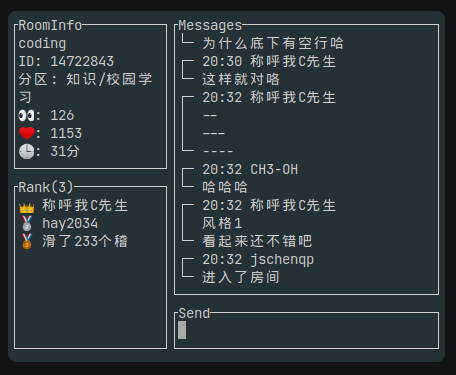 RoomInfo
coding
ID: 14722843
分区: 知识/校园学
习
👀: 126
❤️: 1153
🕒: 31分
Rank(3)
👑 称呼我C先生
🥈 hay2034
🥉 滑了233个稽
Messages
为什么底下有空行哈
20:30 称呼我C先生
这样就对咯
20:32 称呼我C先生
--
---
----
20:32 CH3-OH
哈哈哈
20:32 称呼我C先生
风格1
看起来还不错吧
20:32 jschenqp
进入了房间
Send